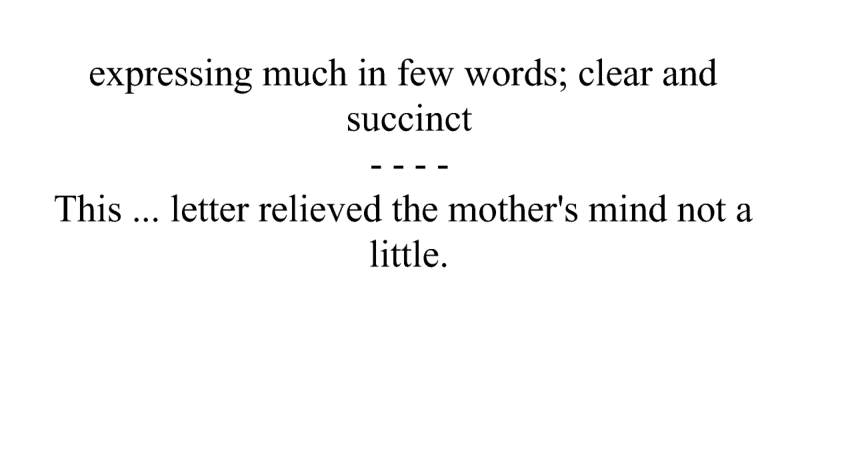 expressing much in few words; clear and
succinct
- - - -
This ... letter relieved the mother's mind not a
little.